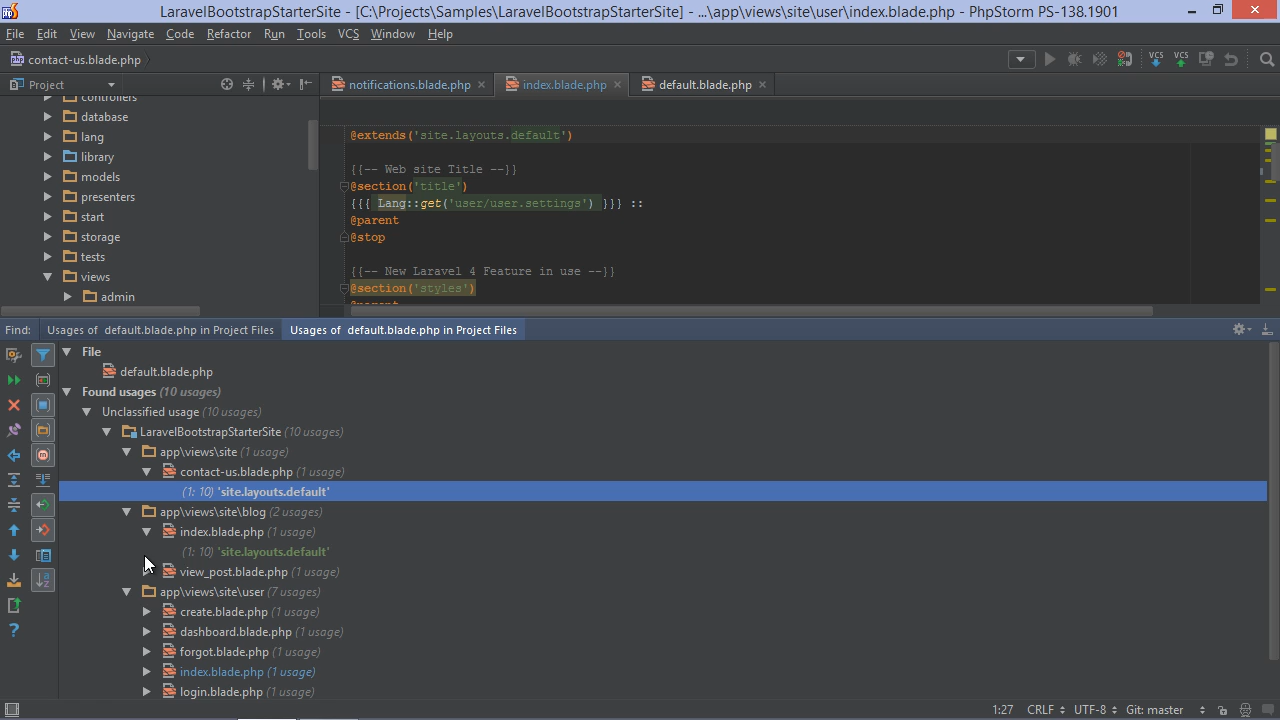 LaravelBootstrapStarterSite - [C:\Projects\Samples\LaravelBootstrapStarterSite] - ...\app\views\site\user\index.blade.php - PhpStorm PS-138.1901
File Edit View Navigate Code Refactor Run Tools VCS Window Help
contact-us.blade.php
Project
notifications.blade.php
index.blade.php
default.blade.php
controllers
database
lang
library
models
presenters
start
storage
tests
views
admin
@extends('site.layouts.default')
{{-- Web site Title --}}
@section('title')
{{{ Lang::get('user/user.settings') }}} ::
@parent
@stop
{{-- New Laravel 4 Feature in use --}}
@section('styles')
@parent
Find: Usages of default.blade.php in Project Files Usages of default.blade.php in Project Files
File
default.blade.php
Found usages (10 usages)
Unclassified usage (10 usages)
LaravelBootstrapStarterSite (10 usages)
app\views\site (1 usage)
contact-us.blade.php (1 usage)
(1: 10) 'site.layouts.default'
app\views\site\blog (2 usages)
index.blade.php (1 usage)
(1: 10) 'site.layouts.default'
view_post.blade.php (1 usage)
app\views\site\user (7 usages)
create.blade.php (1 usage)
dashboard.blade.php (1 usage)
forgot.blade.php (1 usage)
index.blade.php (1 usage)
login.blade.php (1 usage)
1:27 CRLF UTF-8 Git: master